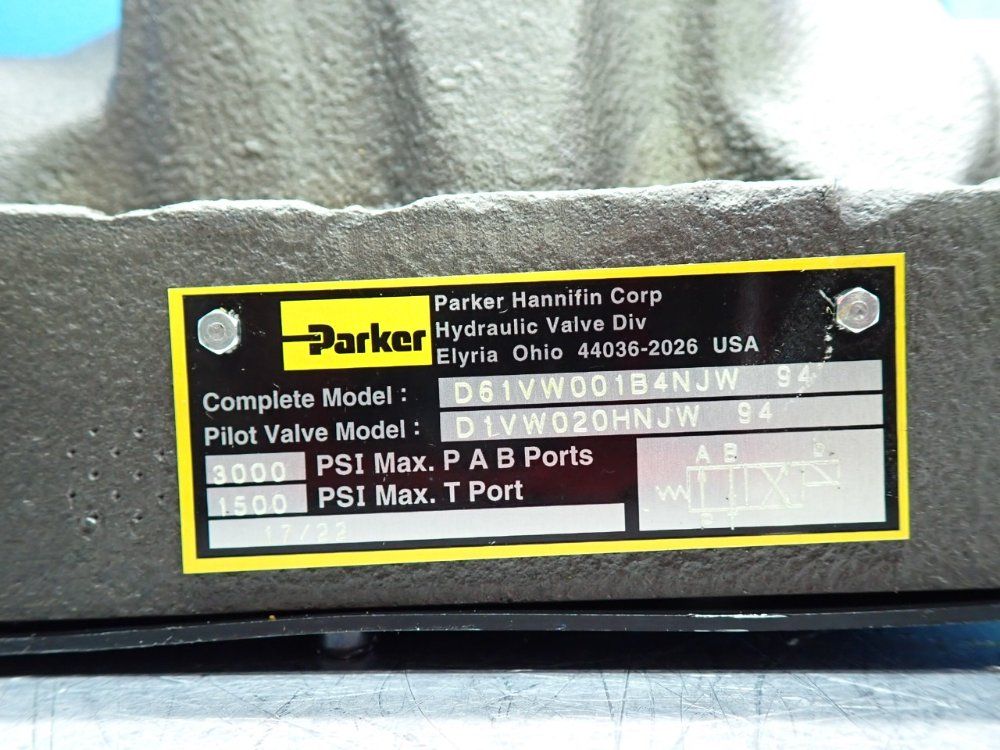 Parker
Parker Hannifin Corp
Hydraulic Valve Div
Elyria Ohio 44036-2026 USA
Complete Model : D61VW001B4NJW 94
Pilot Valve Model : D1VW020HNJW 94
3000 PSI Max. P A B Ports
1500 PSI Max. T Port
17/22
A B D
P T